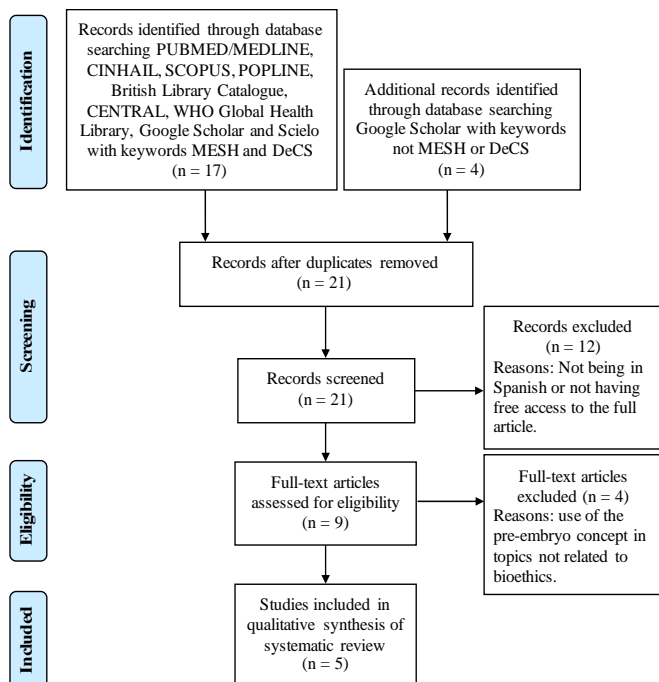 Identification
Records identified through database
searching PUBMED/MEDLINE,
CINHAIL, SCOPUS, POPLINE,
British Library Catalogue,
CENTRAL, WHO Global Health
Library, Google Scholar and Scielo
with keywords MESH and DeCS
(n = 17)
Additional records identified
through database searching
Google Scholar with keywords
not MESH or DeCS
(n = 4)
Screening
Records after duplicates removed
(n = 21)
Records screened
(n = 21)
Records excluded
(n = 12)
Reasons: Not being in
Spanish or not having
free access to the full
article.
Eligibility
Full-text articles
assessed for eligibility
(n = 9)
Full-text articles
excluded (n = 4)
Reasons: use of the
pre-embryo concept in
topics not related to
bioethics.
Included
Studies included in
qualitative synthesis of
systematic review
(n = 5)